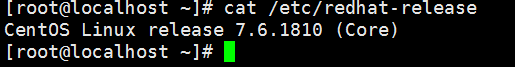 [root@localhost ~]# cat /etc/redhat-release
CentOS Linux release 7.6.1810 (Core)
[root@localhost ~]#